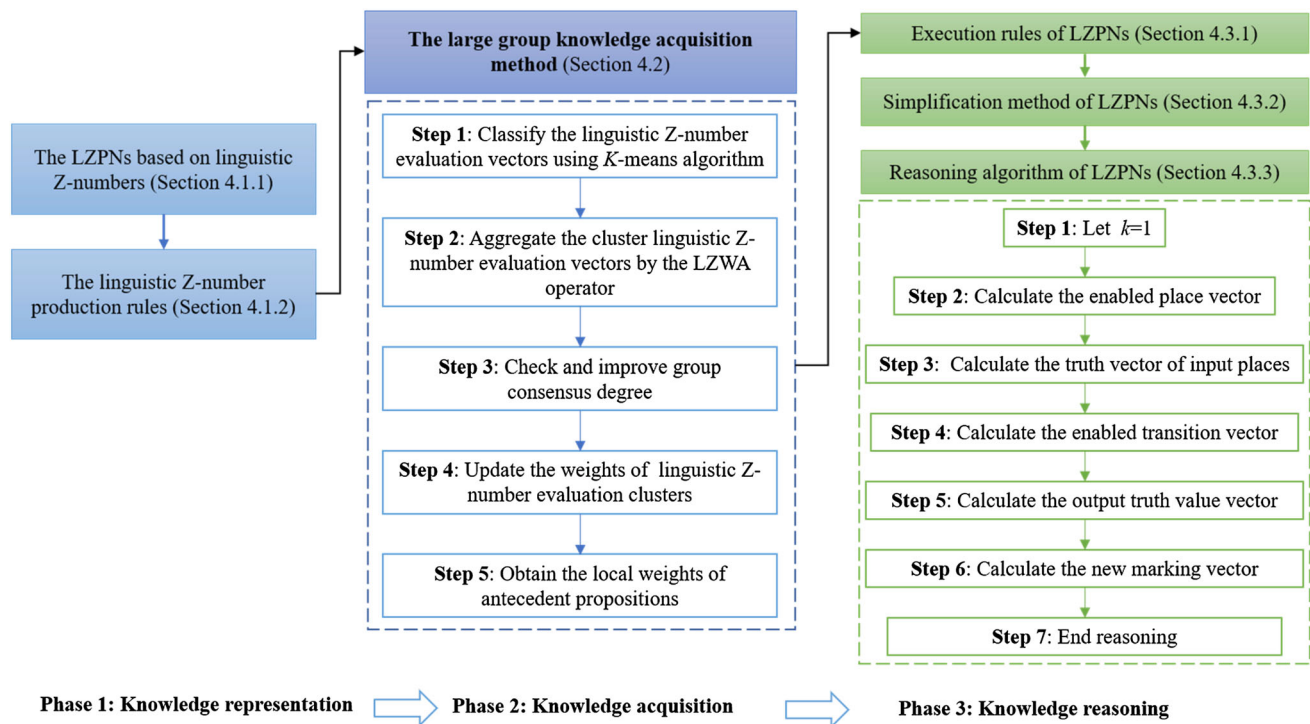 The LZPNs based on linguistic
Z-numbers (Section 4.1.1)
The linguistic Z-number
production rules (Section 4.1.2)
The large group knowledge acquisition
method (Section 4.2)
Step 1: Classify the linguistic Z-number
evaluation vectors using K-means algorithm
Step 2: Aggregate the cluster linguistic Z-
number evaluation vectors by the LZWA
operator
Step 3: Check and improve group
consensus degree
Step 4: Update the weights of linguistic Z-
number evaluation clusters
Step 5: Obtain the local weights of
antecedent propositions
Execution rules of LZPNs (Section 4.3.1)
Simplification method of LZPNs (Section 4.3.2)
Reasoning algorithm of LZPNs (Section 4.3.3)
Step 1: Let k=1
Step 2: Calculate the enabled place vector
Step 3: Calculate the truth vector of input places
Step 4: Calculate the enabled transition vector
Step 5: Calculate the output truth value vector
Step 6: Calculate the new marking vector
Step 7: End reasoning
Phase 1: Knowledge representation
Phase 2: Knowledge acquisition
Phase 3: Knowledge reasoning